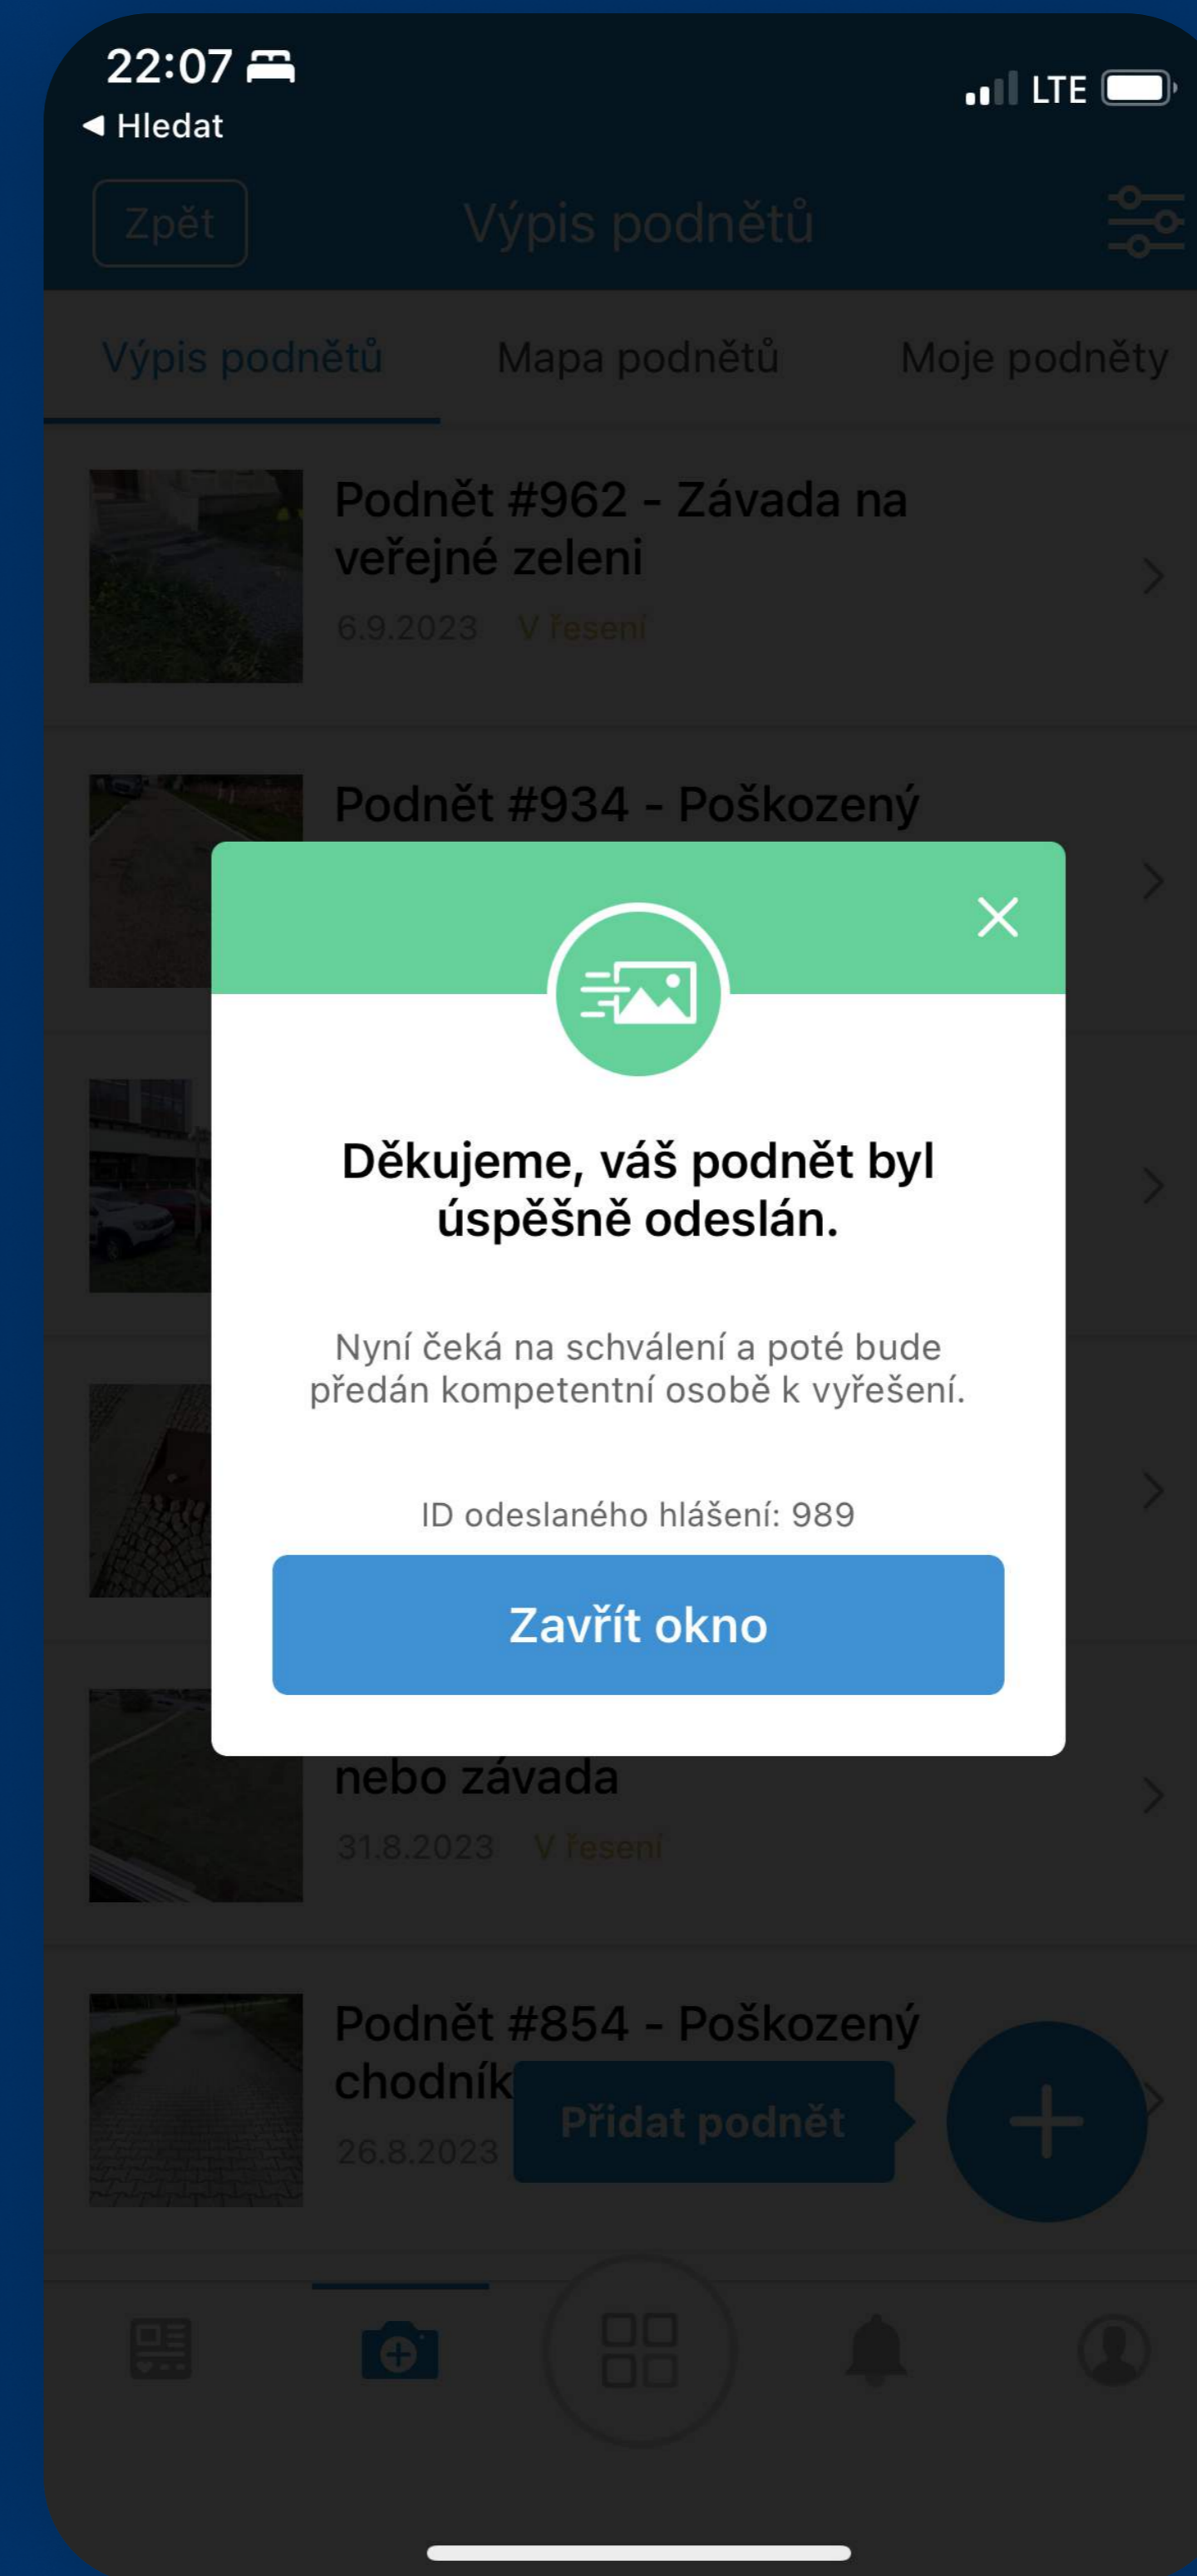 22:07
Hledat
LTE
Zpět
Výpis podnětů
Výpis podnětů
Mapa podnětů
Moje podněty
Podnět #962 - Závada na
veřejné zeleni
6.9.2023 V řešení
Podnět #934 - Poškozený
Děkujeme, váš podnět byl
úspěšně odeslán.
Nyní čeká na schválení a poté bude
předán kompetentní osobě k vyřešení.
ID odeslaného hlášení: 989
Zavřít okno
nebo závada
31.8.2023 V řešení
Podnět #854 - Poškozený
chodník
Přidat podnět
26.8.2023